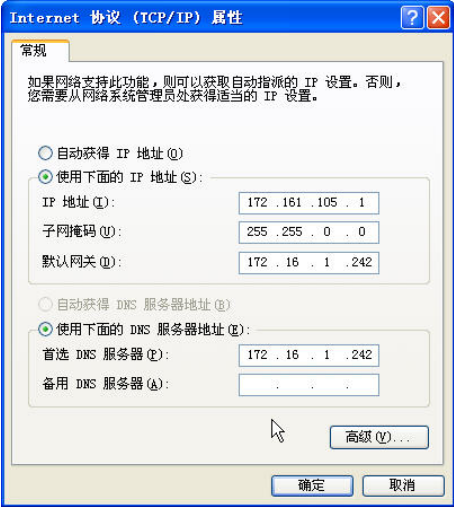 Internet 协议 (TCP/IP) 属性
常规
如果网络支持此功能，则可以获取自动指派的 IP 设置。否则，
您需要从网络系统管理员处获得适当的 IP 设置。
自动获得 IP 地址(O)
使用下面的 IP 地址(S):
IP 地址(I): 172 .161 .105 . 1
子网掩码(U): 255 .255 . 0 . 0
默认网关(D): 172 . 16 . 1 .242
自动获得 DNS 服务器地址(B)
使用下面的 DNS 服务器地址(E):
首选 DNS 服务器(P): 172 . 16 . 1 .242
备用 DNS 服务器(A): . . .
高级(V)...
确定 取消